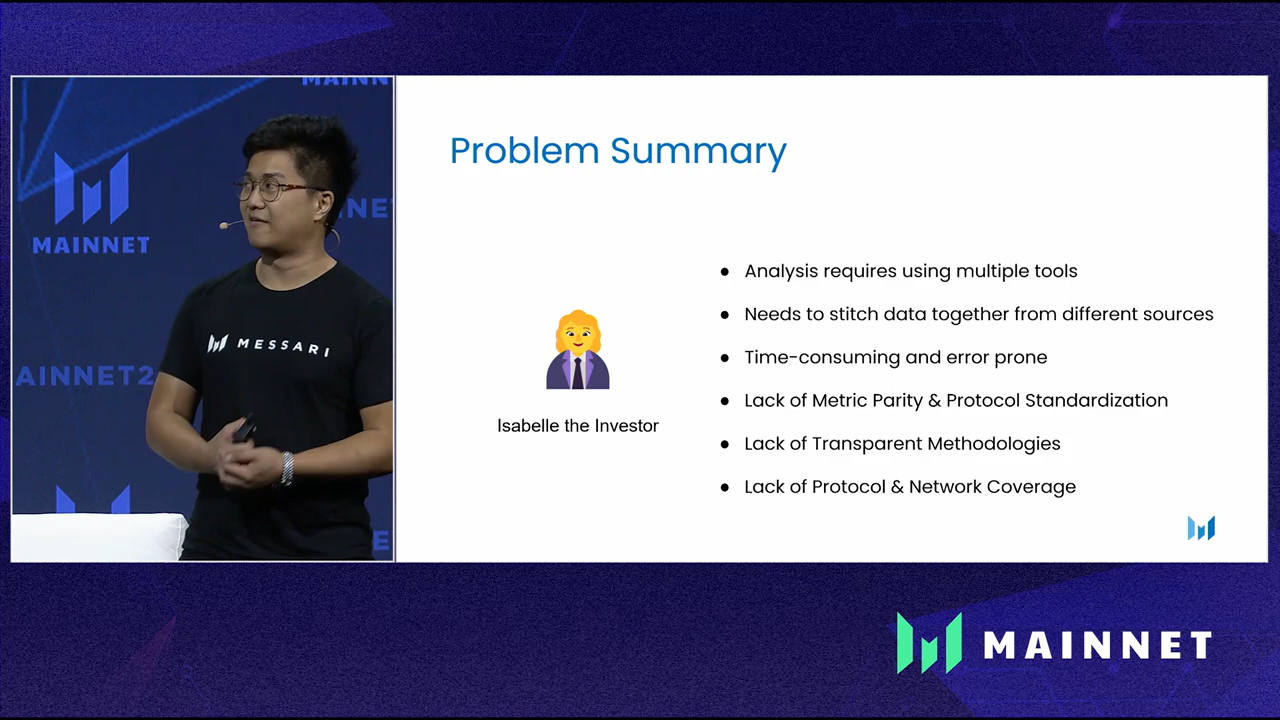 MAINN
MAINNET
NE
MESSARI
AINNET2
E
Problem Summary
Isabelle the Investor
● Analysis requires using multiple tools
● Needs to stitch data together from different sources
● Time-consuming and error prone
● Lack of Metric Parity & Protocol Standardization
● Lack of Transparent Methodologies
● Lack of Protocol & Network Coverage
MAINNET